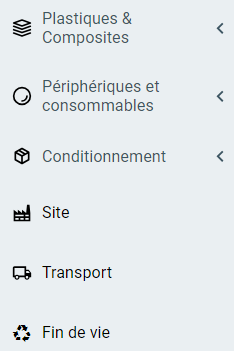 Plastiques &
Composites
Périphériques et
consommables
Conditionnement
Site
Transport
Fin de vie